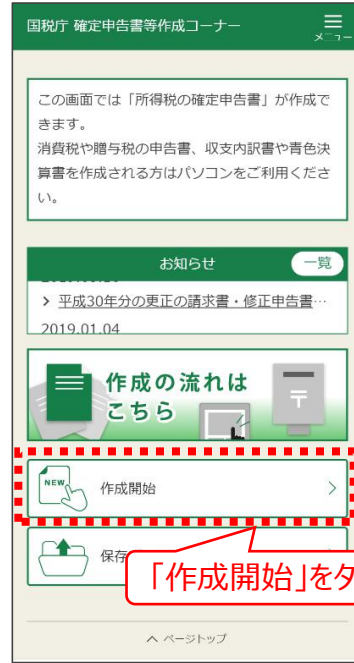 国税庁 確定申告書等作成コーナー
メニュー
この画面では「所得税の確定申告書」が作成で
きます。
消費税や贈与税の申告書、収支内訳書や青色決
算書を作成される方はパソコンをご利用くださ
い。
お知らせ
一覧
> 平成30年分の更正の請求書・修正申告書…
2019.01.04
作成の流れは
こちら
〒
NEW
作成開始
保存
「作成開始」をタ
へ ページトップ